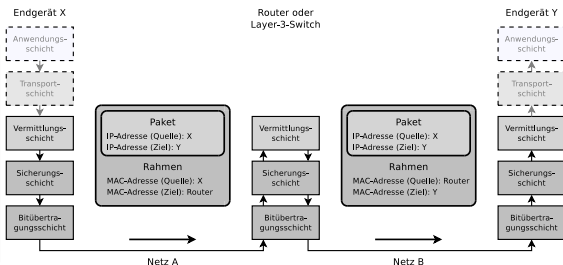 Endgerät X
Router oder
Layer-3-Switch
Endgerät Y
Anwendungs-
schicht
Transport-
schicht
Vermittlungs-
schicht
Sicherungs-
schicht
Bitübertra-
gungsschicht
Paket
IP-Adresse (Quelle): X
IP-Adresse (Ziel): Y
Rahmen
MAC-Adresse (Quelle): X
MAC-Adresse (Ziel): Router
Vermittlungs-
schicht
Sicherungs-
schicht
Bitübertra-
gungsschicht
Paket
IP-Adresse (Quelle): X
IP-Adresse (Ziel): Y
Rahmen
MAC-Adresse (Quelle): Router
MAC-Adresse (Ziel): Y
Anwendungs-
schicht
Transport-
schicht
Vermittlungs-
schicht
Sicherungs-
schicht
Bitübertra-
gungsschicht
Netz A
Netz B